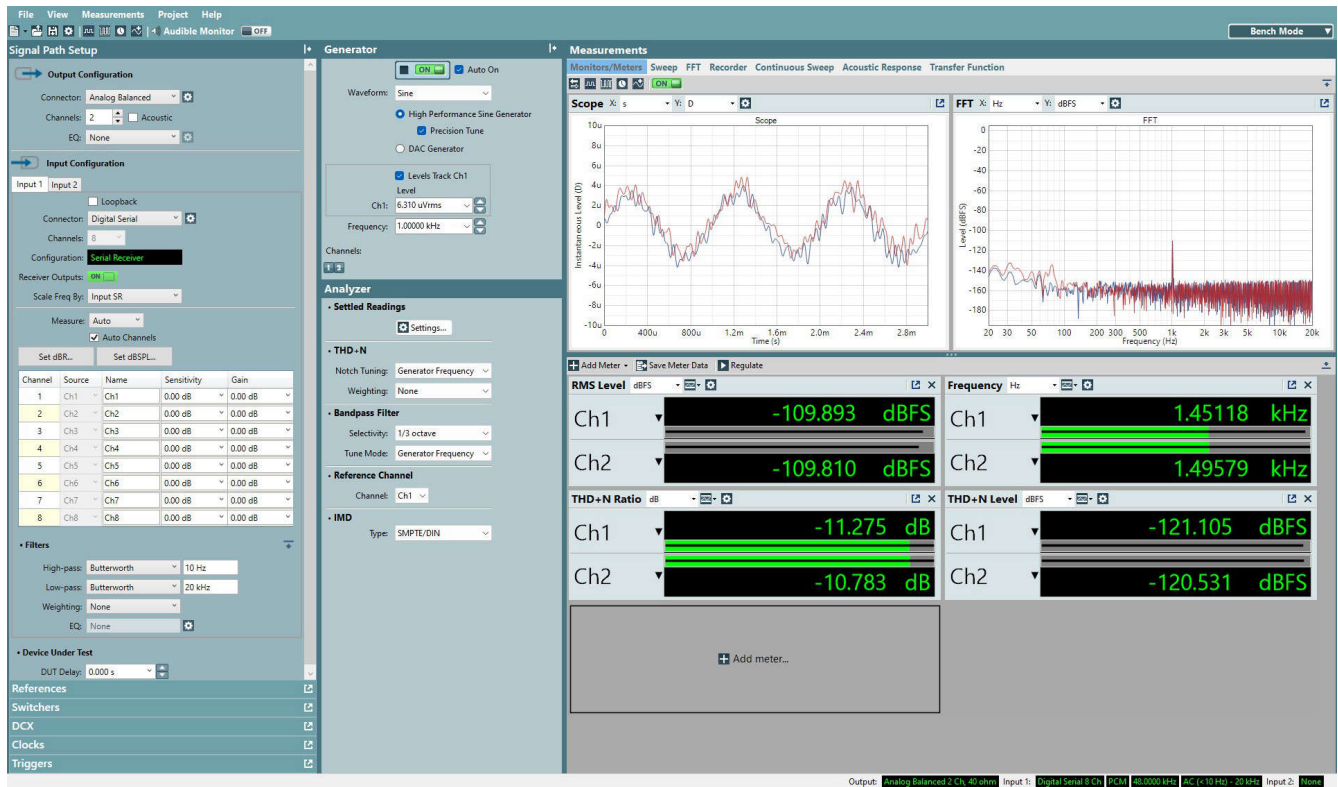 File View Measurements Project Help
Audible Monitor OFF
Bench Mode
Signal Path Setup
Output Configuration
Connector: Analog Balanced
Channels: 2 Acoustic
EQ: None
Input Configuration
Input 1 Input 2
Loopback
Connector: Digital Serial
Channels: 8
Configuration: Serial Receiver
Receiver Outputs: ON
Scale Freq By: Input SR
Measure: Auto
Auto Channels
Set dBR... Set dBSPL...
Channel Source Name Sensitivity Gain
1 Ch1 Ch1 0.00 dB 0.00 dB
2 Ch2 Ch2 0.00 dB 0.00 dB
3 Ch3 Ch3 0.00 dB 0.00 dB
4 Ch4 Ch4 0.00 dB 0.00 dB
5 Ch5 Ch5 0.00 dB 0.00 dB
6 Ch6 Ch6 0.00 dB 0.00 dB
7 Ch7 Ch7 0.00 dB 0.00 dB
8 Ch8 Ch8 0.00 dB 0.00 dB
• Filters
High-pass: Butterworth 10 Hz
Low-pass: Butterworth 20 kHz
Weighting: None
EQ: None
• Device Under Test
DUT Delay: 0.000 s
References
Switchers
DCX
Clocks
Triggers
Generator
ON Auto On
Waveform: Sine
High Performance Sine Generator
Precision Tune
DAC Generator
Levels Track Ch1
Level
Ch1: 6.310 uVrms
Frequency: 1.00000 kHz
Channels:
1 2
Analyzer
• Settled Readings
Settings...
• THD+N
Notch Tuning: Generator Frequency
Weighting: None
• Bandpass Filter
Selectivity: 1/3 octave
Tune Mode: Generator Frequency
• Reference Channel
Channel: Ch1
• IMD
Type: SMPTE/DIN
Measurements
Monitors/Meters Sweep FFT Recorder Continuous Sweep Acoustic Response Transfer Function
ON
Scope X: s Y: D
Scope
10u
8u
6u
4u
2u
0
-2u
-4u
-6u
-8u
-10u
Instantaneous Level (D)
0 400u 800u 1.2m 1.6m 2.0m 2.4m 2.8m
Time (s)
FFT X: Hz Y: dBFS
FFT
0
-20
-40
-60
-80
-100
-120
-140
-160
-180
Level (dBFS)
20 30 50 100 200 300 500 1k 2k 3k 5k 10k 20k
Frequency (Hz)
Add Meter Save Meter Data Regulate
RMS Level dBFS
Ch1 -109.893 dBFS
Ch2 -109.810 dBFS
Frequency Hz
Ch1 1.45118 kHz
Ch2 1.49579 kHz
THD+N Ratio dB
Ch1 -11.275 dB
Ch2 -10.783 dB
THD+N Level dBFS
Ch1 -121.105 dBFS
Ch2 -120.531 dBFS
Add meter...
Output: Analog Balanced 2 Ch, 40 ohm Input 1: Digital Serial 8 Ch PCM 48.0000 kHz AC (<10 Hz) - 20 kHz Input 2: None